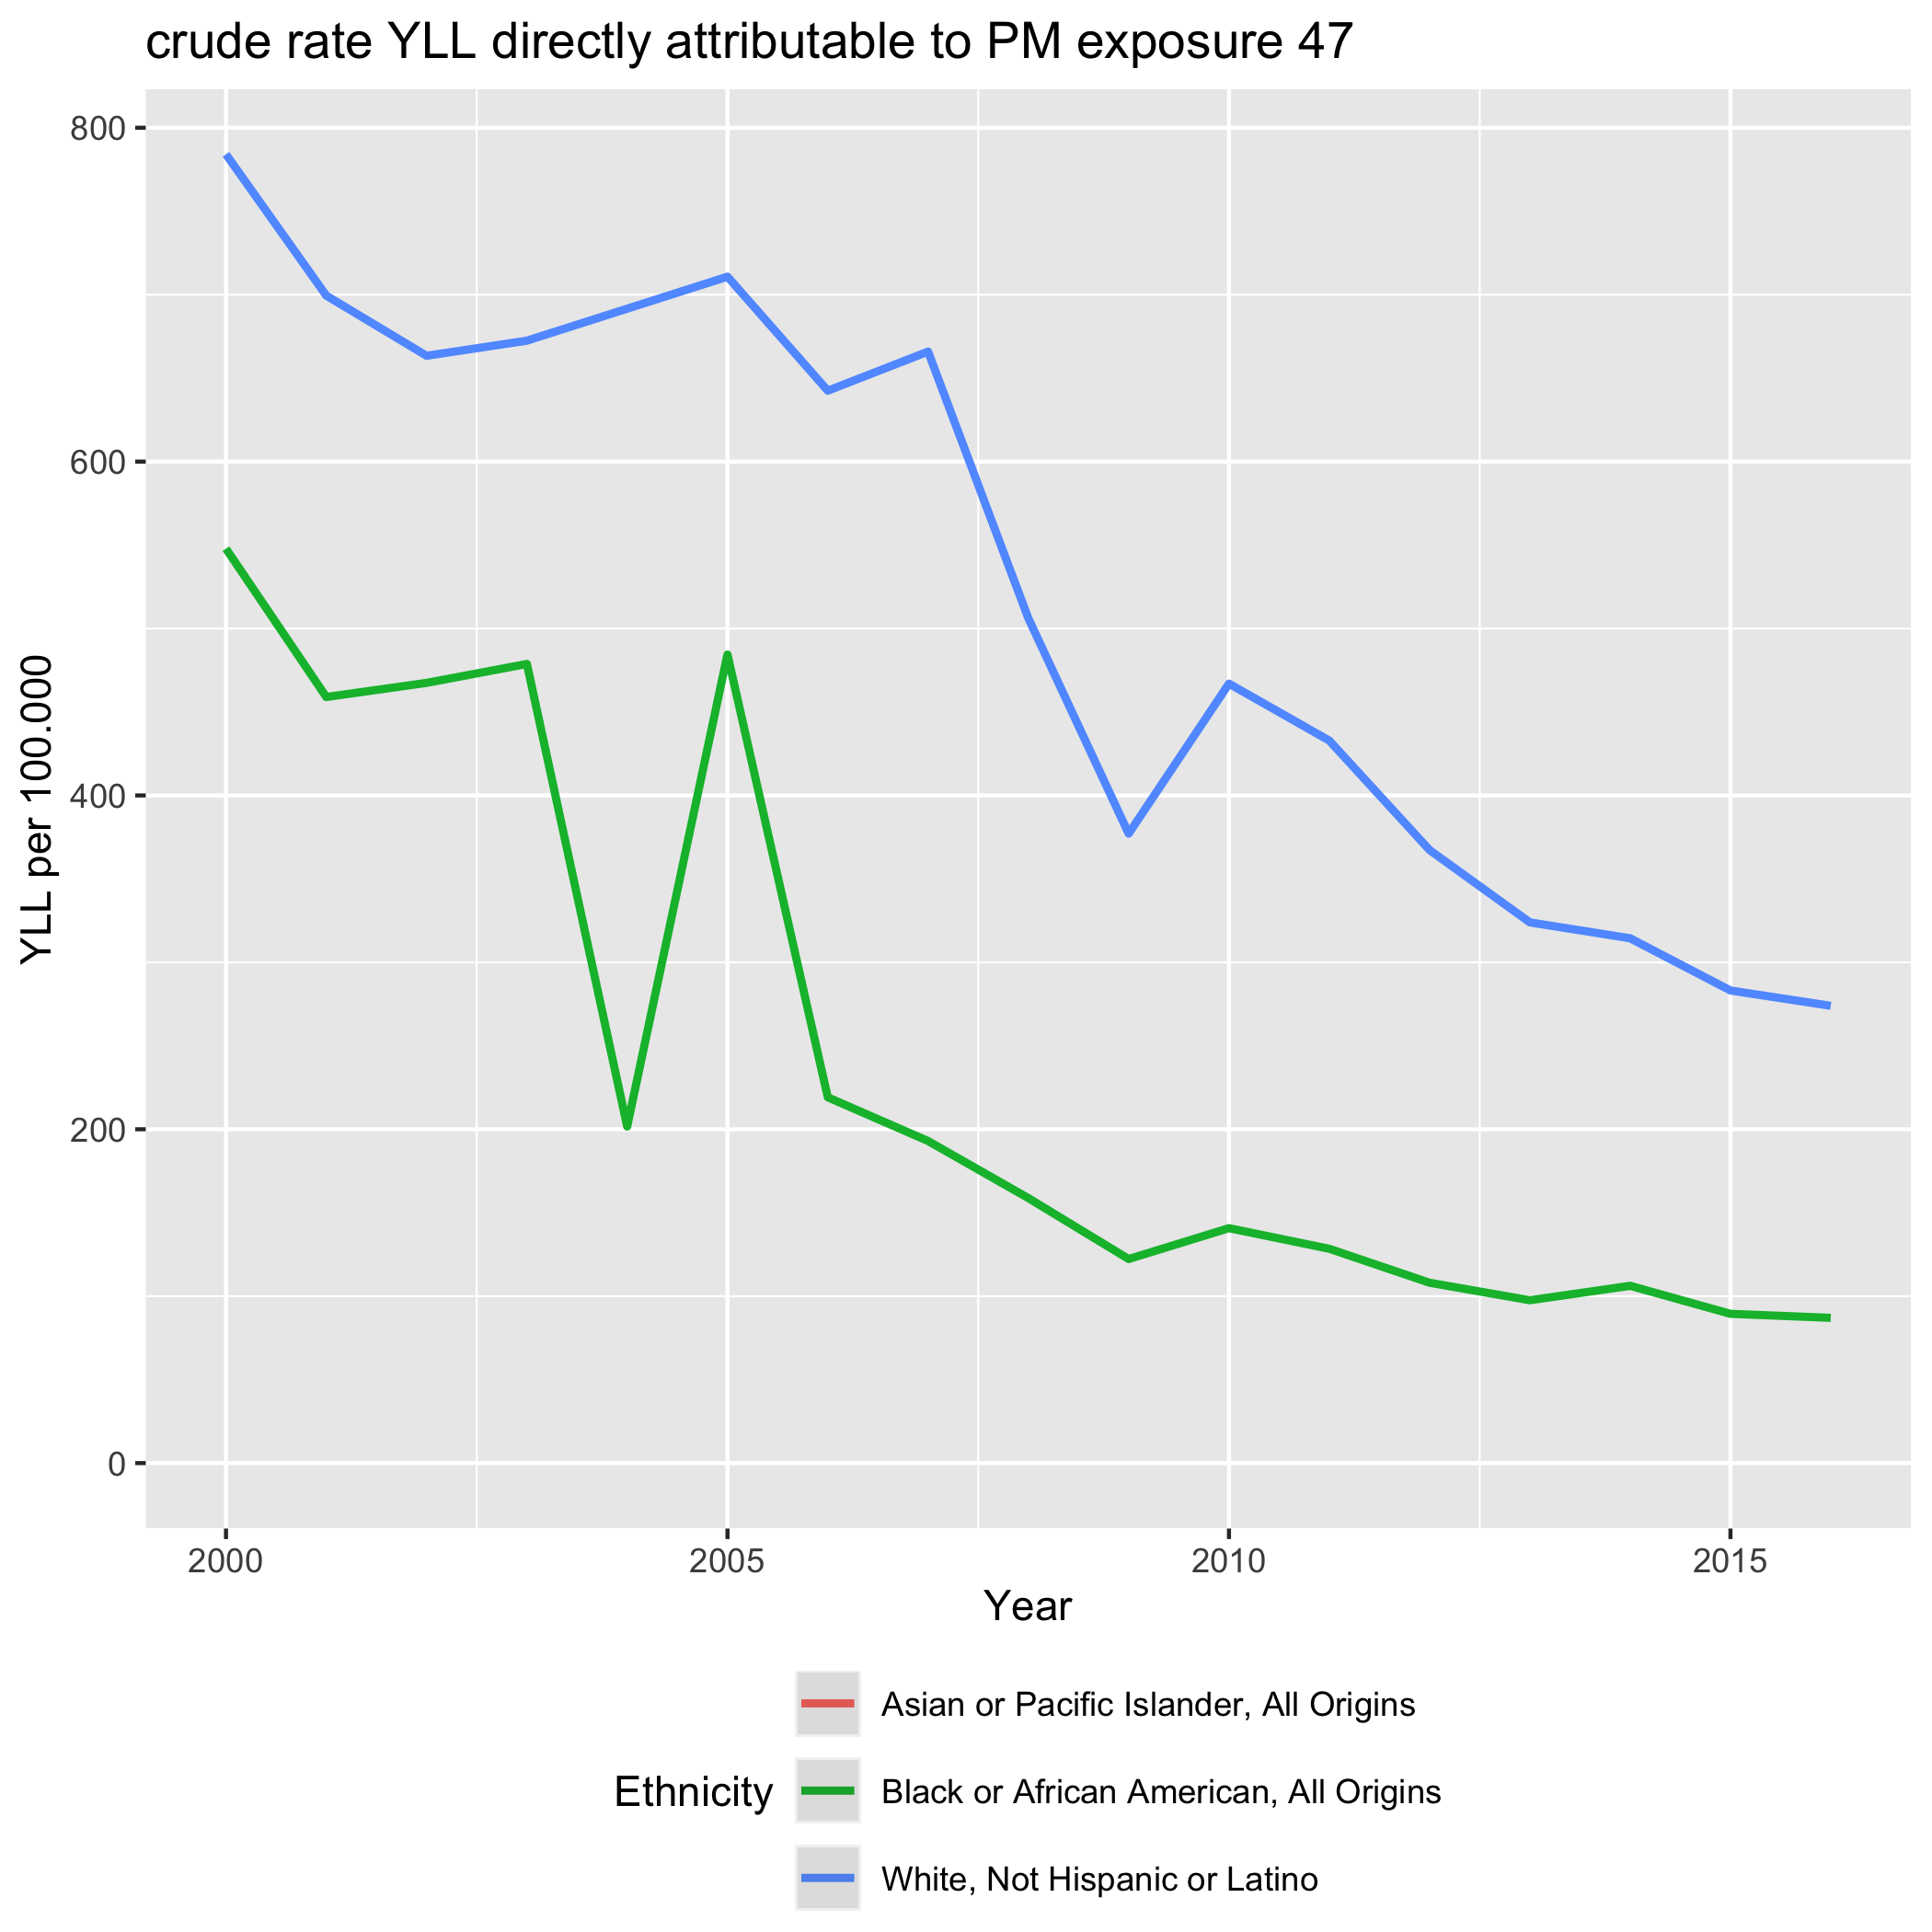 crude rate YLL directly attributable to PM exposure 47
YLL per 100.000
800
600
400
200
0
2000
2005
2010
2015
Year
Ethnicity
Asian or Pacific Islander, All Origins
Black or African American, All Origins
White, Not Hispanic or Latino